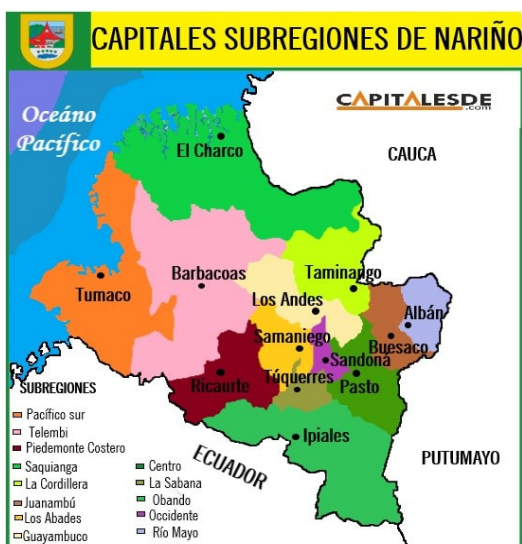 CAPITALES SUBREGIONES DE NARIÑO
Oceáno
Pacífico
CAPITALESDE
.com
El Charco
CAUCA
Barbacoas
Taminango
Tumaco
Los Andes
Albán
Samaniego
Buesaco
Sandoná
Ricaurte
Túquerres
Pasto
Ipiales
ECUADOR
PUTUMAYO
SUBREGIONES
Pacífico sur
Telembi
Piedemonte Costero
Saquianga
La Cordillera
Juanambú
Los Abades
Guayambuco
Centro
La Sabana
Obando
Occidente
Río Mayo